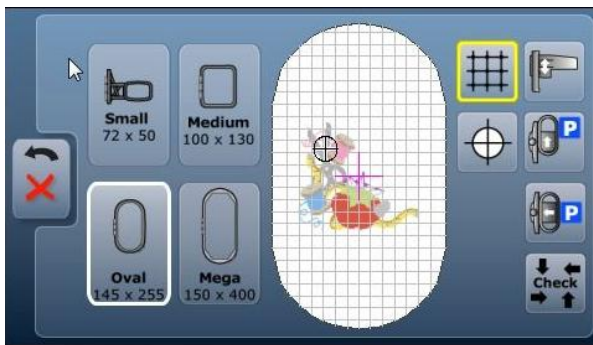 Small
72 x 50
Medium
100 x 130
Oval
145 x 255
Mega
150 x 400
P
P
Check